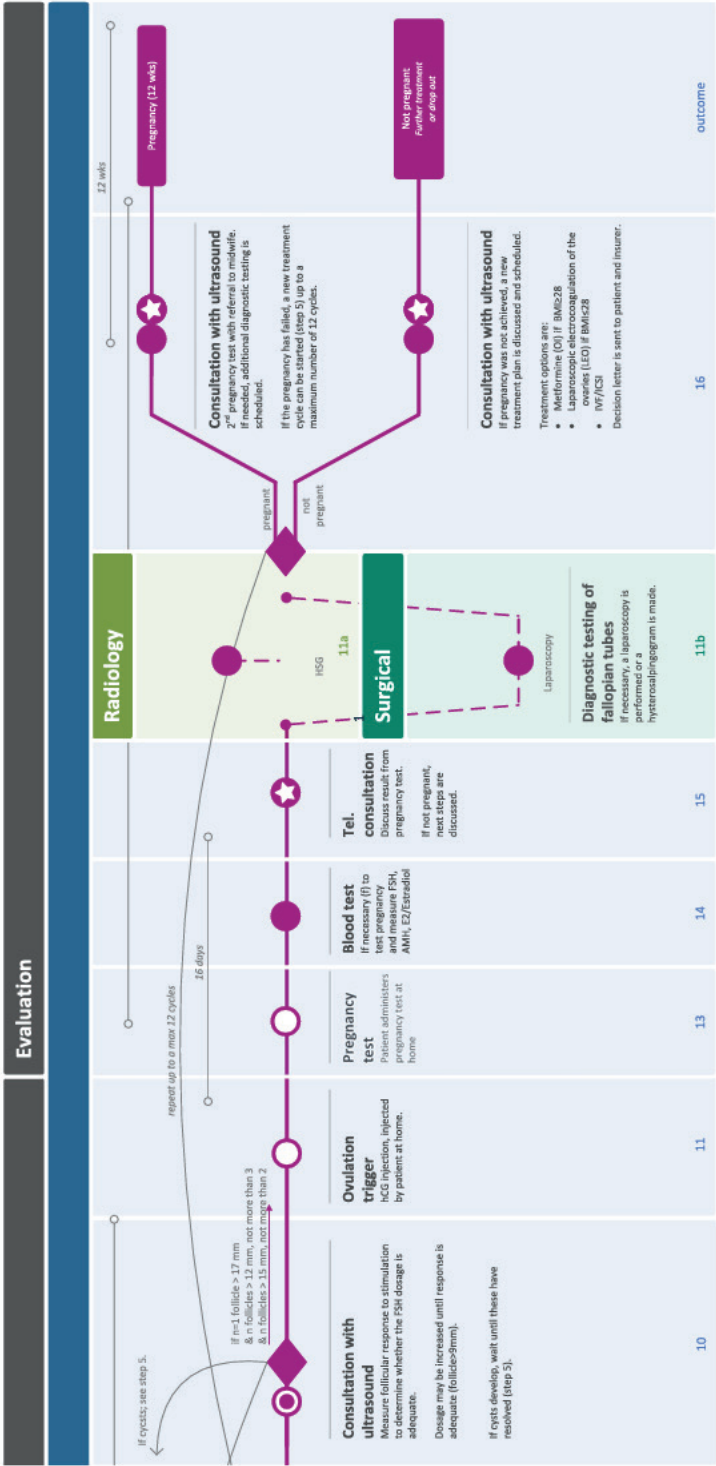 Evaluation
If cycsts; see step 5.
if n=1 follicle > 17 mm
& n follicles > 12 mm, not more than 3
& n follicles > 15 mm, not more than 2
Consultation with
ultrasound
Measure follicular response to stimulation
to determine whether the FSH dosage is
adequate.
Dosage may be increased until response is
adequate (follicle>9mm).
If cysts develop, wait until these have
resolved (step 5).
10
repeat up to a max 12 cycles
16 days
Ovulation
trigger
hCG injection, injected
by patient at home.
11
Pregnancy
test
Patient administers
pregnancy test at
home
13
Blood test
If necessary (f) to
test pregnancy
and measure FSH,
AMH, E2/Estradiol
14
Tel.
consultation
Discuss result from
pregnancy test.
If not pregnant,
next steps are
discussed.
15
Radiology
HSG
11a
1
Surgical
Laparoscopy
Diagnostic testing of
fallopian tubes
If necessary, a laparoscopy is
performed or a
hysterosalpingogram is made.
11b
pregnant
not
pregnant
12 wks
Consultation with ultrasound
2nd pregnancy test with referral to midwife.
If needed, additional diagnostic testing is
scheduled.
If the pregnancy has failed, a new treatment
cycle can be started (step 5) up to a
maximum number of 12 cycles.
Consultation with ultrasound
If pregnancy was not achieved, a new
treatment plan is discussed and scheduled.
Treatment options are:
• Metformine (OI) if BMI≥28
• Laparoscopic electrocoagulation of the
ovaries (LEO) if BMI≤28
• IVF/ICSI
Decision letter is sent to patient and insurer.
16
Pregnancy (12 wks)
Not pregnant
Further treatment
or drop out
outcome